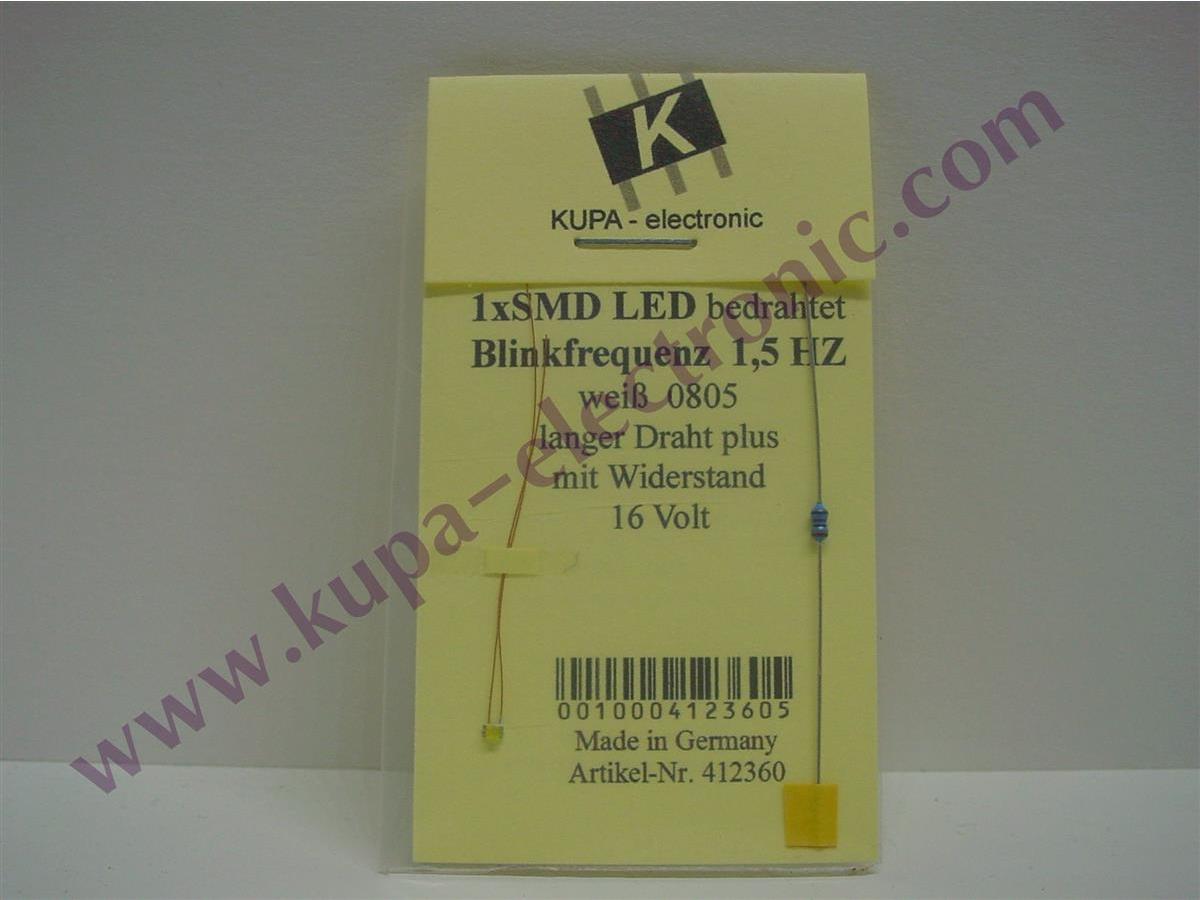 K
KUPA - electronic
1xSMD LED bedrahtet
Blinkfrequenz 1,5 HZ
weiß 0805
langer Draht plus
mit Widerstand
16 Volt
0010004123605
Made in Germany
Artikel-Nr. 412360
www.kupa-electronic.com